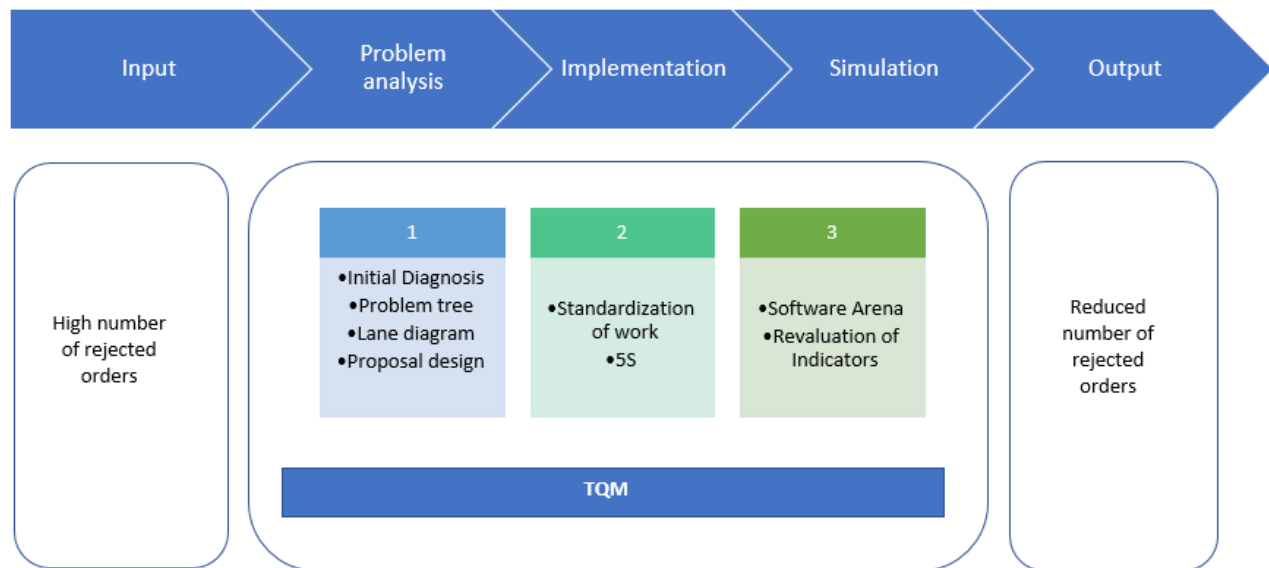 Input
Problem
analysis
Implementation
Simulation
Output
High number
of rejected
orders
1
•Initial Diagnosis
•Problem tree
•Lane diagram
•Proposal design
2
•Standardization
of work
•5S
3
•Software Arena
•Revaluation of
Indicators
TQM
Reduced
number of
rejected
orders